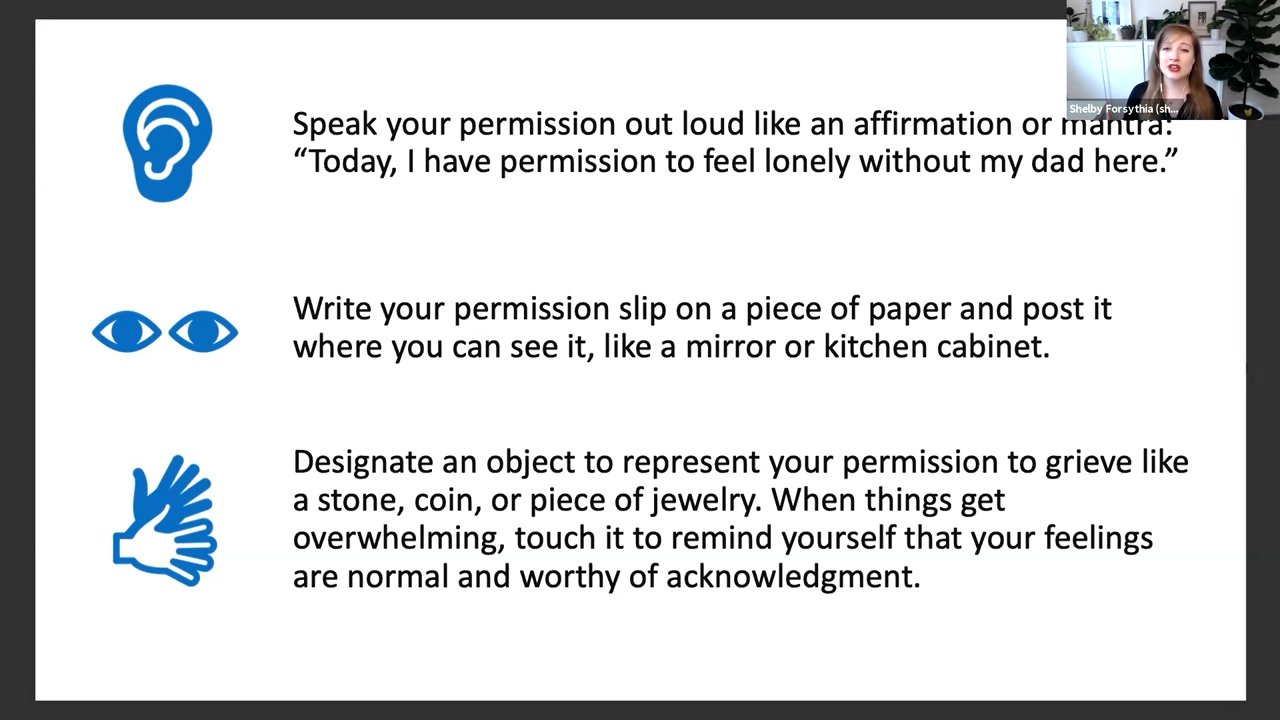 Shelby Forsythia (sh...
Speak your permission out loud like an affirmation or mantra:
“Today, I have permission to feel lonely without my dad here.”
Write your permission slip on a piece of paper and post it
where you can see it, like a mirror or kitchen cabinet.
Designate an object to represent your permission to grieve like
a stone, coin, or piece of jewelry. When things get
overwhelming, touch it to remind yourself that your feelings
are normal and worthy of acknowledgment.